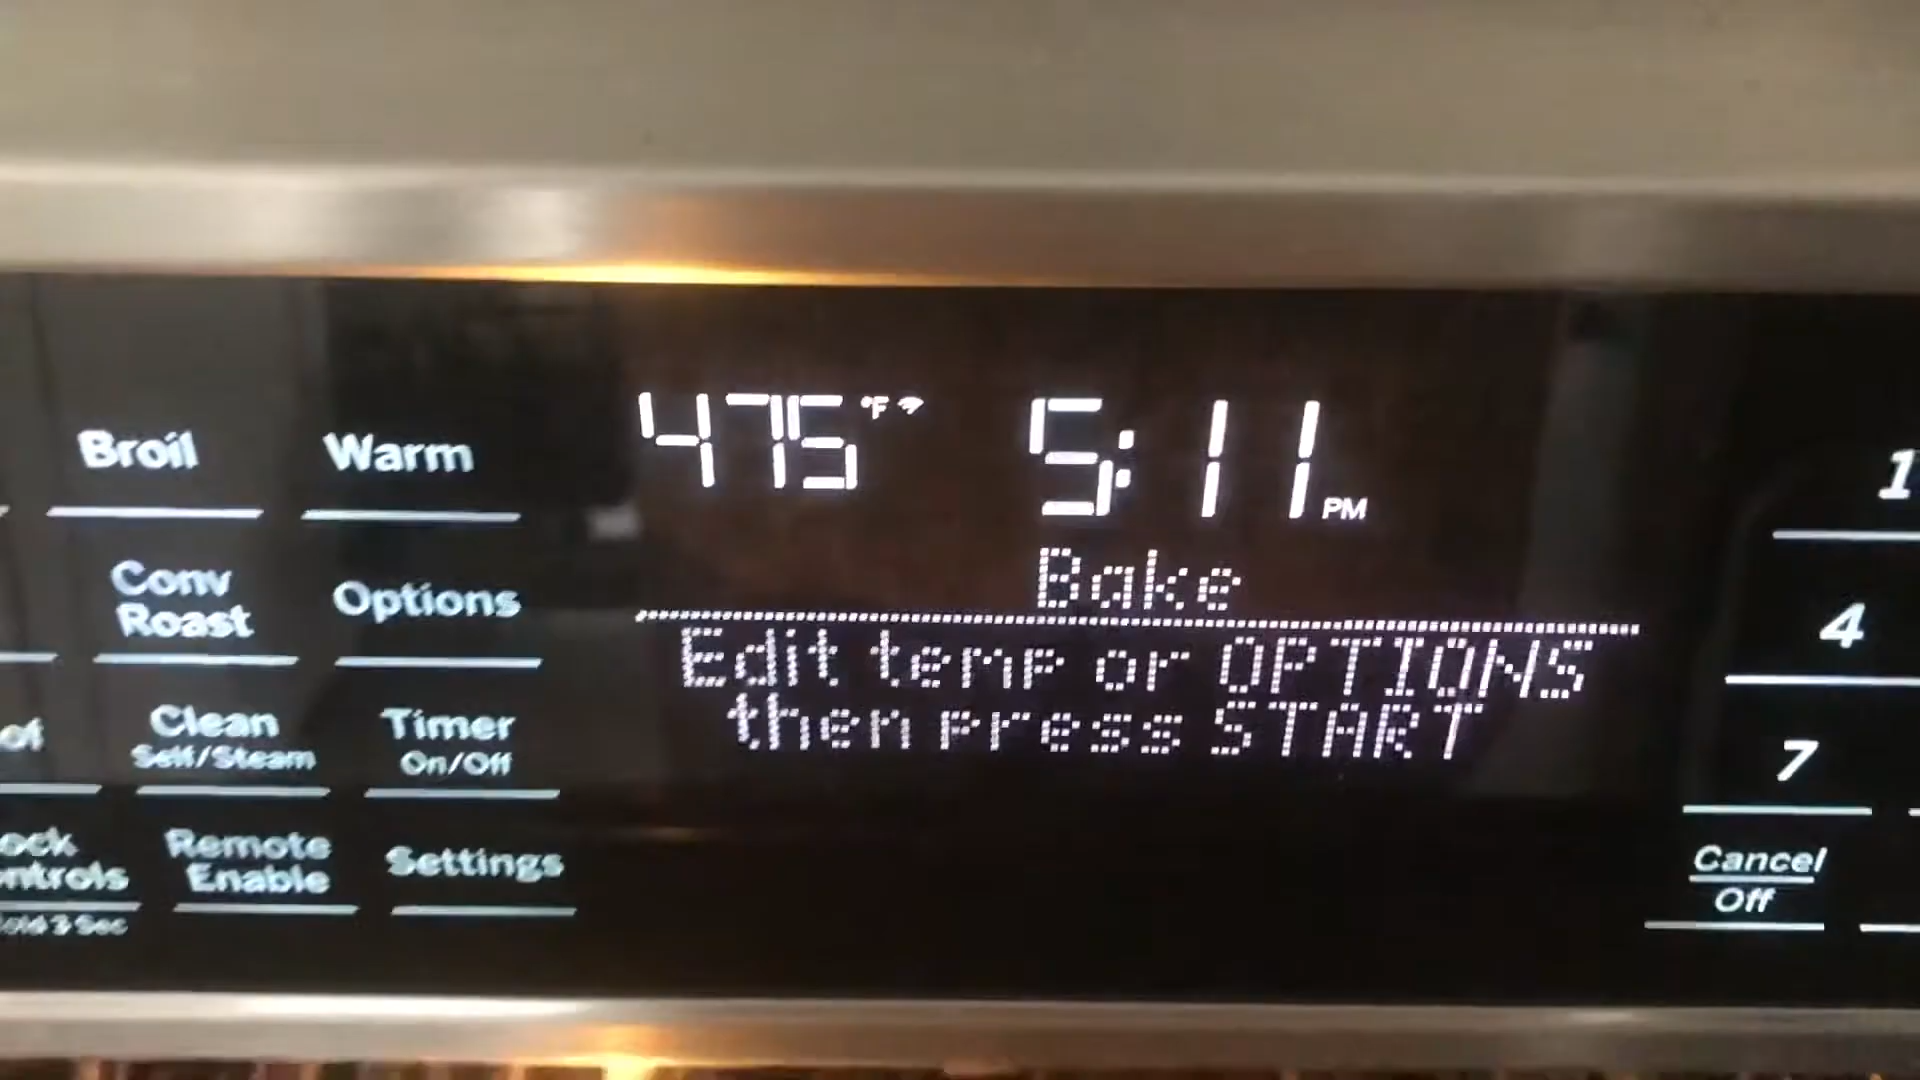 475 °F 5:11 PM
Bake
Edit temp or OPTIONS
then press START
Broil
Warm
Conv
Roast
Options
Clean
Self/Steam
Timer
On/Off
Remote
Enable
Settings
1
4
7
Cancel
Off